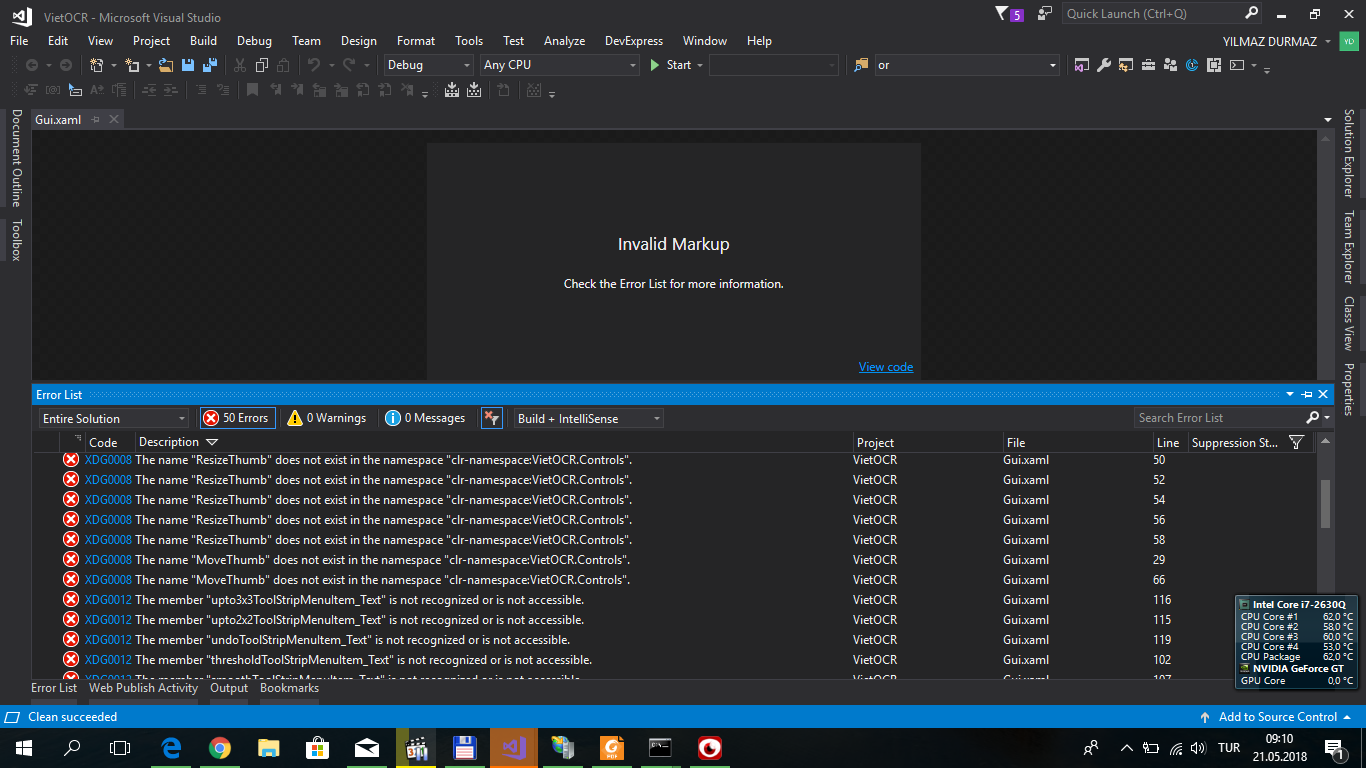 VietOCR - Microsoft Visual Studio
5
Quick Launch (Ctrl+Q)
File Edit View Project Build Debug Team Design Format Tools Test Analyze DevExpress Window Help
YILMAZ DURMAZ
YD
Debug Any CPU Start or
Gui.xaml
Document Outline
Toolbox
Solution Explorer
Team Explorer
Class View
Properties
Invalid Markup
Check the Error List for more information.
View code
Error List
Entire Solution 50 Errors 0 Warnings 0 Messages Build + IntelliSense Search Error List
Code Description Project File Line Suppression St...
XDG0008 The name "ResizeThumb" does not exist in the namespace "clr-namespace:VietOCR.Controls". VietOCR Gui.xaml 50
XDG0008 The name "ResizeThumb" does not exist in the namespace "clr-namespace:VietOCR.Controls". VietOCR Gui.xaml 52
XDG0008 The name "ResizeThumb" does not exist in the namespace "clr-namespace:VietOCR.Controls". VietOCR Gui.xaml 54
XDG0008 The name "ResizeThumb" does not exist in the namespace "clr-namespace:VietOCR.Controls". VietOCR Gui.xaml 56
XDG0008 The name "ResizeThumb" does not exist in the namespace "clr-namespace:VietOCR.Controls". VietOCR Gui.xaml 58
XDG0008 The name "MoveThumb" does not exist in the namespace "clr-namespace:VietOCR.Controls". VietOCR Gui.xaml 29
XDG0008 The name "MoveThumb" does not exist in the namespace "clr-namespace:VietOCR.Controls". VietOCR Gui.xaml 66
XDG0012 The member "upto3x3ToolStripMenuItem_Text" is not recognized or is not accessible. VietOCR Gui.xaml 116
XDG0012 The member "upto2x2ToolStripMenuItem_Text" is not recognized or is not accessible. VietOCR Gui.xaml 115
XDG0012 The member "undoToolStripMenuItem_Text" is not recognized or is not accessible. VietOCR Gui.xaml 119
XDG0012 The member "thresholdToolStripMenuItem_Text" is not recognized or is not accessible. VietOCR Gui.xaml 102
XDG0012 The member "smoothToolStripMenuItem_Text" is not recognized or is not accessible. VietOCR Gui.xaml 107
Intel Core i7-2630Q
CPU Core #1 62,0 °C
CPU Core #2 58,0 °C
CPU Core #3 60,0 °C
CPU Core #4 53,0 °C
CPU Package 62,0 °C
NVIDIA GeForce GT
GPU Core 0,0 °C
Error List Web Publish Activity Output Bookmarks
Clean succeeded
Add to Source Control
TUR
09:10
21.05.2018
1